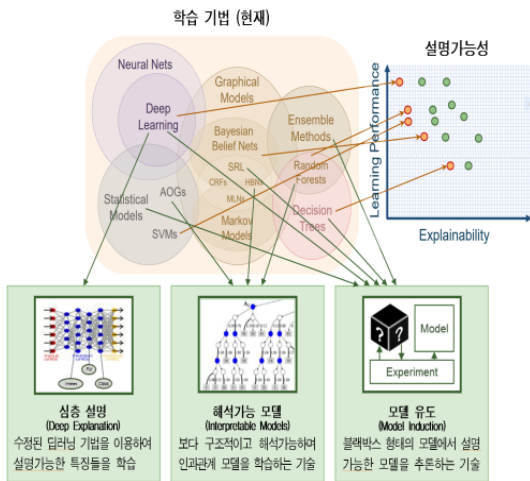 학습 기법 (현재)
Neural Nets
Deep
Learning
Graphical
Models
Bayesian
Belief Nets
SRL
CRFs
HBNs
MLNs
Markov
Models
Ensemble
Methods
Random
Forests
Decision
Trees
Statistical
Models
AOGs
SVMs
설명가능성
Learning Performance
Explainability
심층 설명
(Deep Explanation)
수정된 딥러닝 기법을 이용하여
설명가능한 특징들을 학습
해석가능 모델
(Interpretable Models)
보다 구조적이고 해석가능하며
인과관계 모델을 학습하는 기술
?
?
Model
Experiment
모델 유도
(Model Induction)
블랙박스 형태의 모델에서 설명
가능한 모델을 추론하는 기술